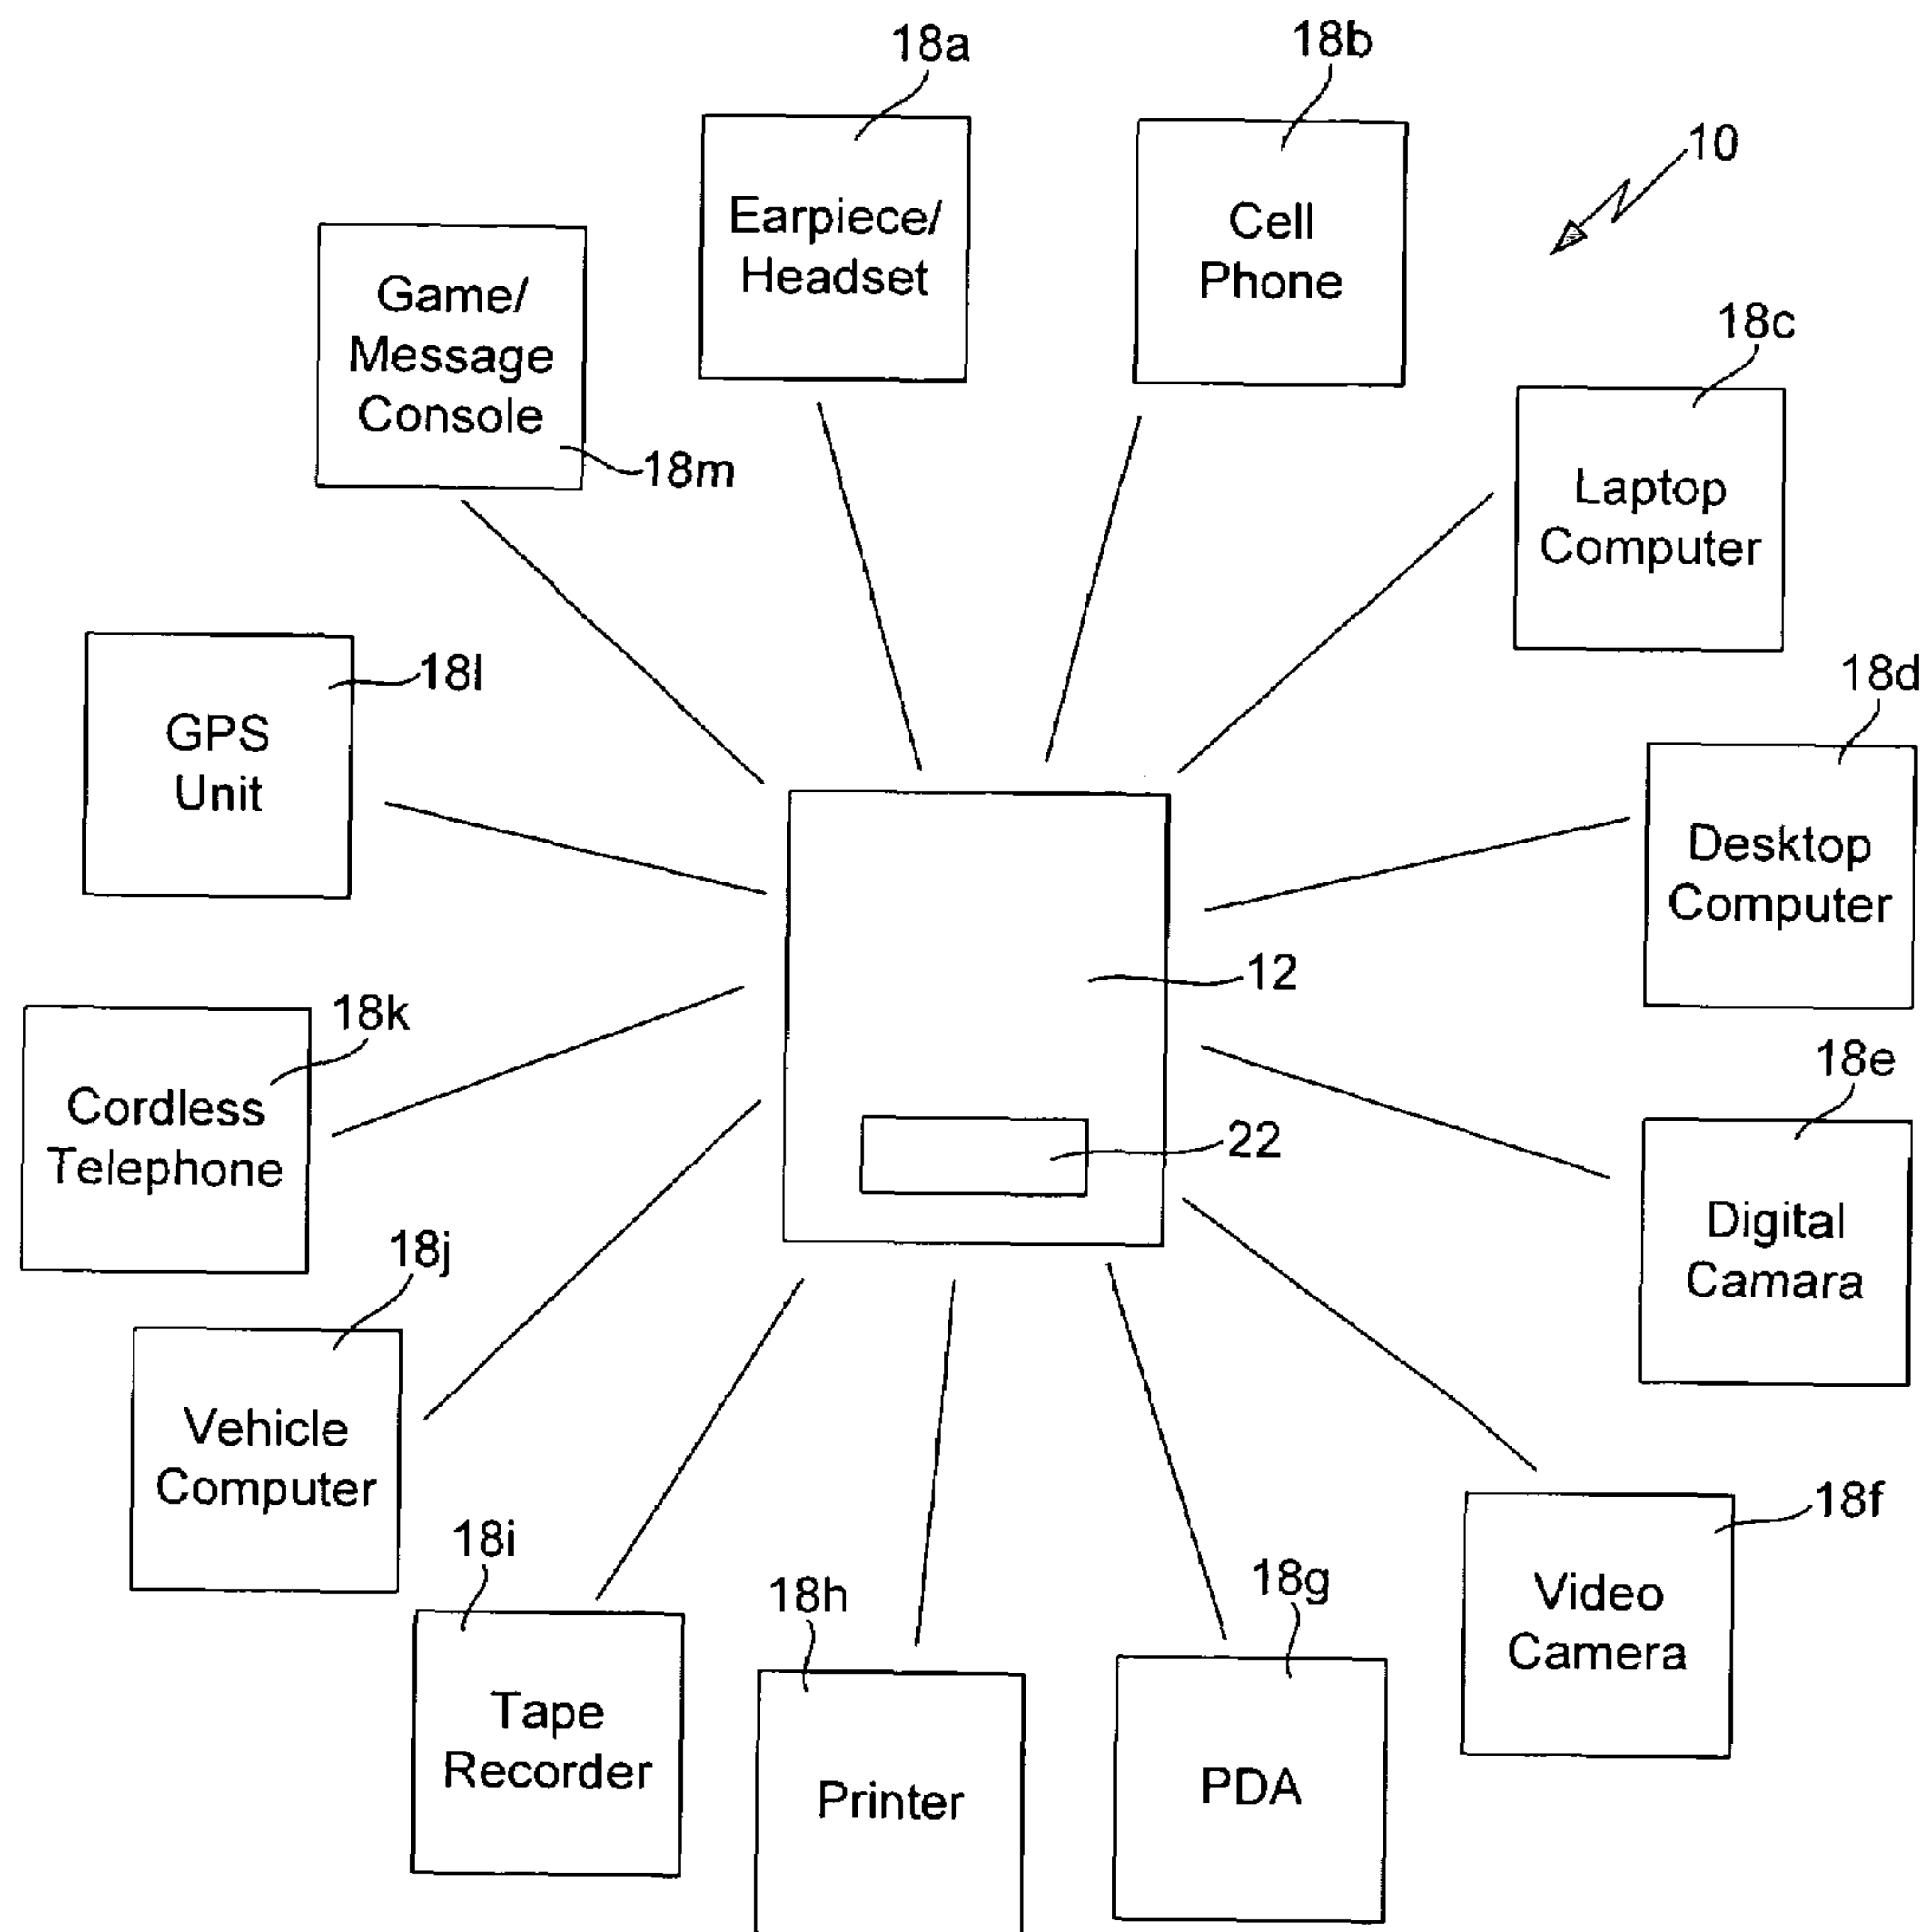 18a
18b
10
Earpiece/
Headset
Cell
Phone
Game/
Message
Console
18m
18c
Laptop
Computer
18l
GPS
Unit
18d
Desktop
Computer
12
18k
Cordless
Telephone
22
18e
Digital
Camara
18j
Vehicle
Computer
18f
Video
Camera
18i
Tape
Recorder
18h
Printer
18g
PDA